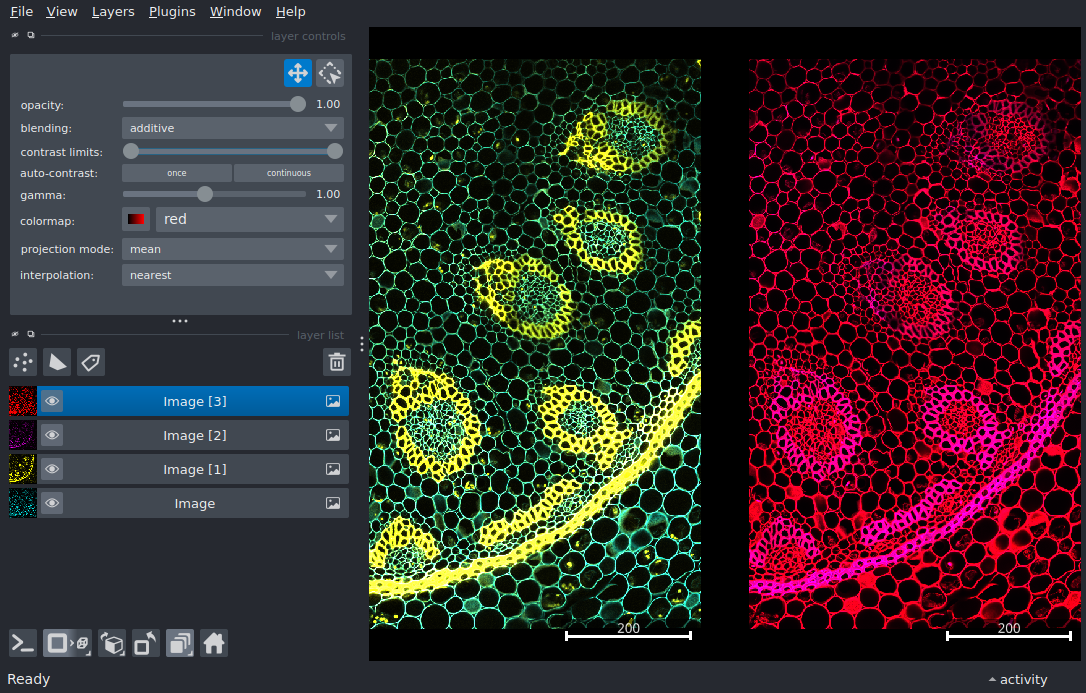 File View Layers Plugins Window Help
layer controls
opacity: 1.00
blending: additive
contrast limits:
auto-contrast: once continuous
gamma: 1.00
colormap: red
projection mode: mean
interpolation: nearest
layer list
Image [3]
Image [2]
Image [1]
Image
200
200
Ready
activity